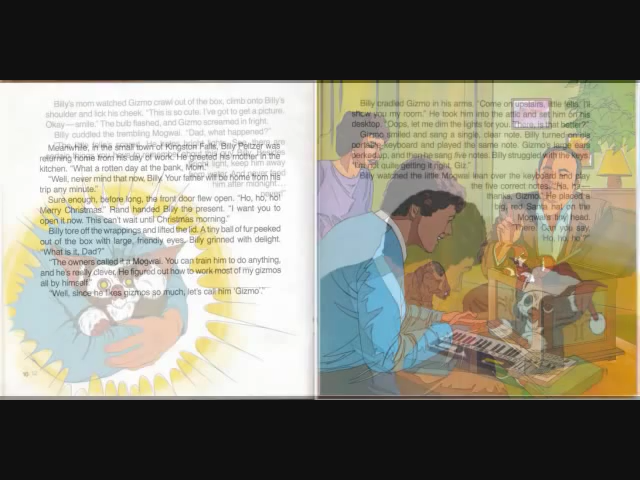 Billy's mom watched Gizmo crawl out of the box, climb onto Billy's
shoulder and lick his cheek. "This is so cute. I've got to get a picture.
Okay—smile." The bulb flashed, and Gizmo screamed in fright.
Billy cuddled the trembling Mogwai. "Dad, what happened?"
Meanwhile, in the small town of Kingston Falls, Billy Peltzer was
returning home from his day of work. He greeted his mother in the
kitchen. "What a rotten day at the bank, Mom."
"Well, never mind that now, Billy. Your father will be home from his
trip any minute."
Sure enough, before long, the front door flew open. "Ho, ho, ho!
Merry Christmas." Rand handed Billy the present. "I want you to
open it now. This can't wait until Christmas morning."
Billy tore off the wrappings and lifted the lid. A tiny ball of fur peeked
out of the box with large, friendly eyes. Billy grinned with delight.
"What is it, Dad?"
"The owners called it a Mogwai. You can train him to do anything,
and he's really clever. He figured out how to work most of my gizmos
all by himself."
"Well, since he likes gizmos so much, let's call him 'Gizmo'."
light, keep him away
him after midnight
12
Billy cradled Gizmo in his arms. "Come on upstairs, little fella. I'll
show you my room." He took him into the attic and set him on his
desktop. "Oops, let me dim the lights for you. There, is that better?"
Gizmo smiled and sang a single, clear note. Billy turned on his
portable keyboard and played the same note. Gizmo's large ears
perked up, and then he sang five notes. Billy struggled with the
"I'm not quite getting it right, Giz."
Billy watched the little Mogwai lean over the keyboard and play
the five correct notes. "Ha, ha—
thanks, Gizmo." He placed a
big, red Santa hat on the
Mogwai's tiny head.
"There! Can you say,
'Ho, ho, ho'?"